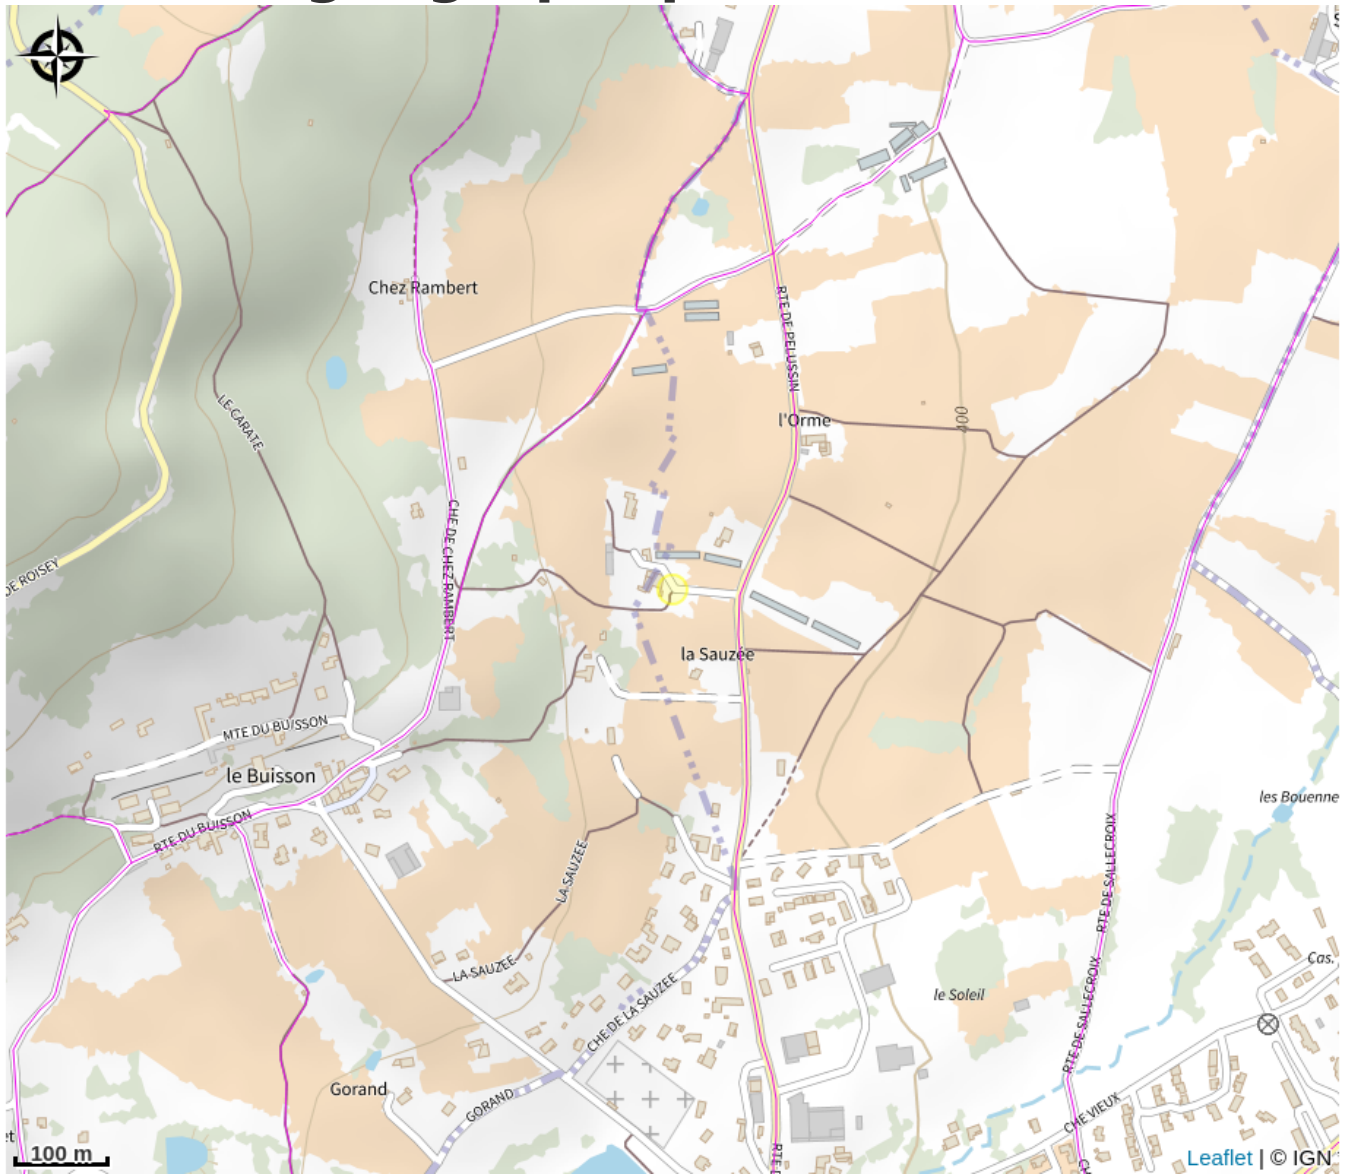 Chez Rambert
RTE DE PELUSSIN
LE CARATE
l'Orme
400
CHE DE CHEZ RAMBERT
DE ROISEY
la Sauzée
MTE DU BUISSON
le Buisson
les Bouenne
RTE DU BUISSON
LA SAUZEE
RTE DE SALLECROIX
LA SAUZEE
Cas.
le Soleil
CHE DE LA SAUZEE
RTE DE SALLECROIX
Gorand
GORAND
CHE VIEUX
et
100 m
RTE
Leaflet | © IGN